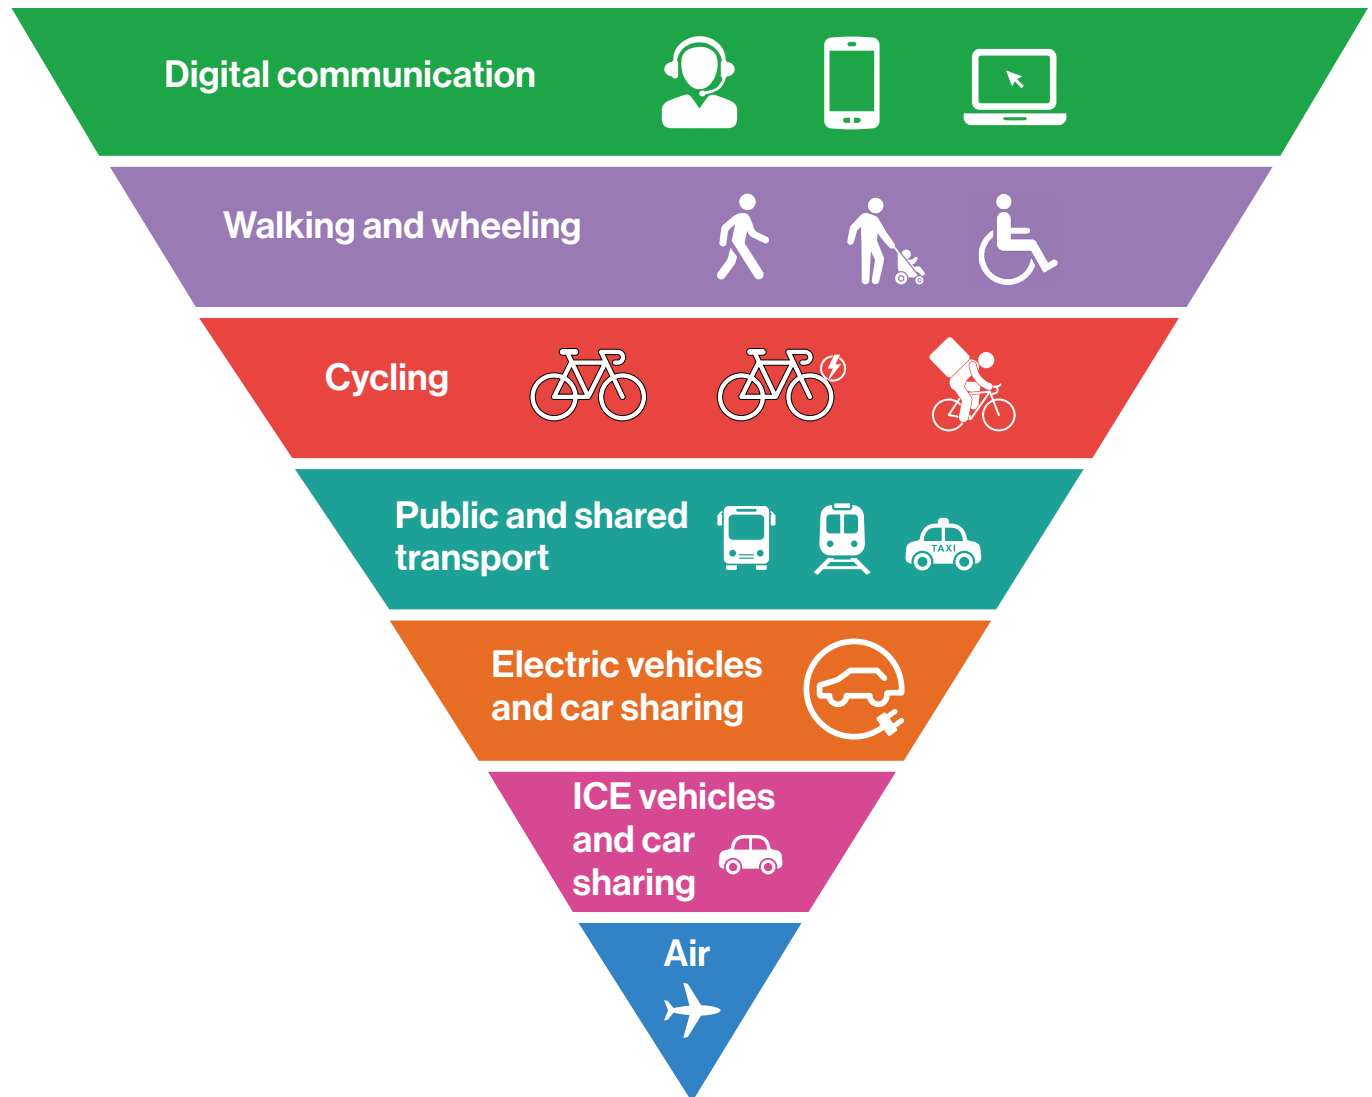 Digital communication
Walking and wheeling
Cycling
Public and shared
transport
TAXI
Electric vehicles
and car sharing
ICE vehicles
and car
sharing
Air